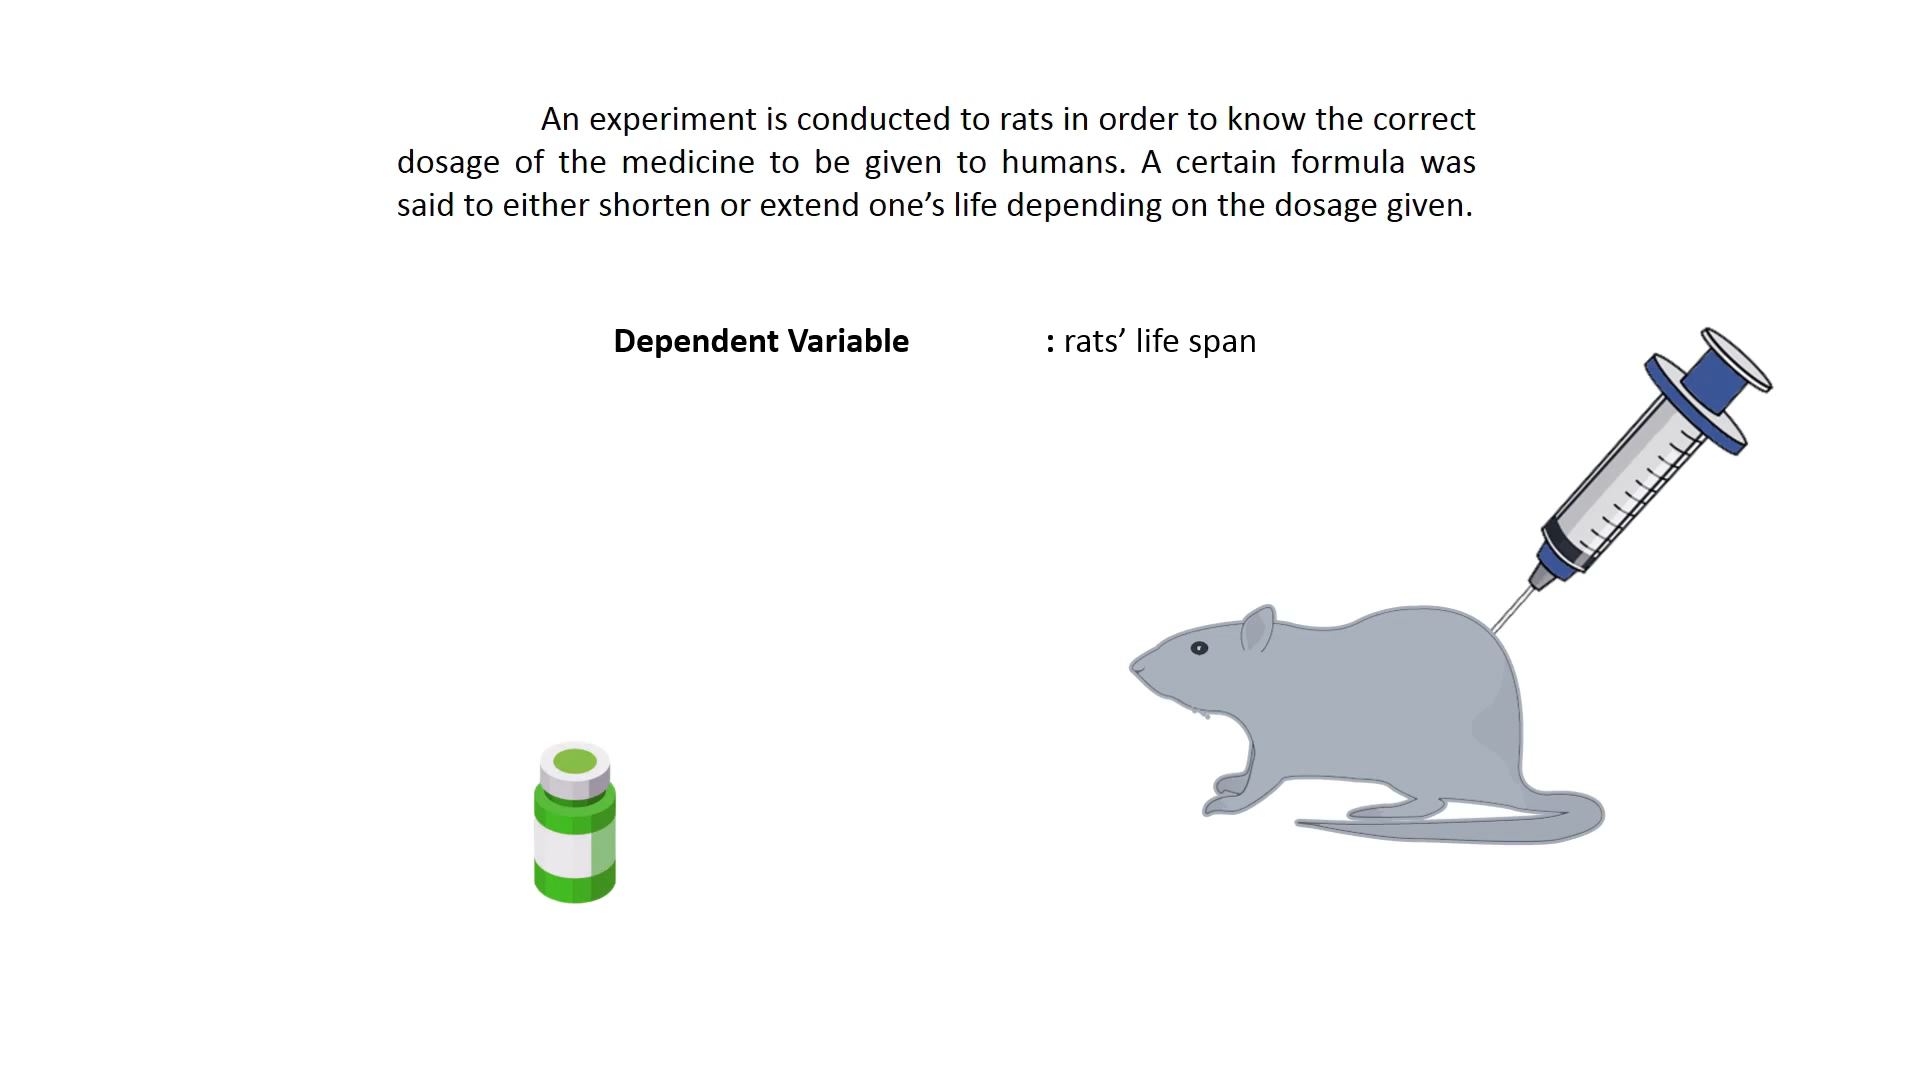 An experiment is conducted to rats in order to know the correct
dosage of the medicine to be given to humans. A certain formula was
said to either shorten or extend one’s life depending on the dosage given.
Dependent Variable : rats’ life span